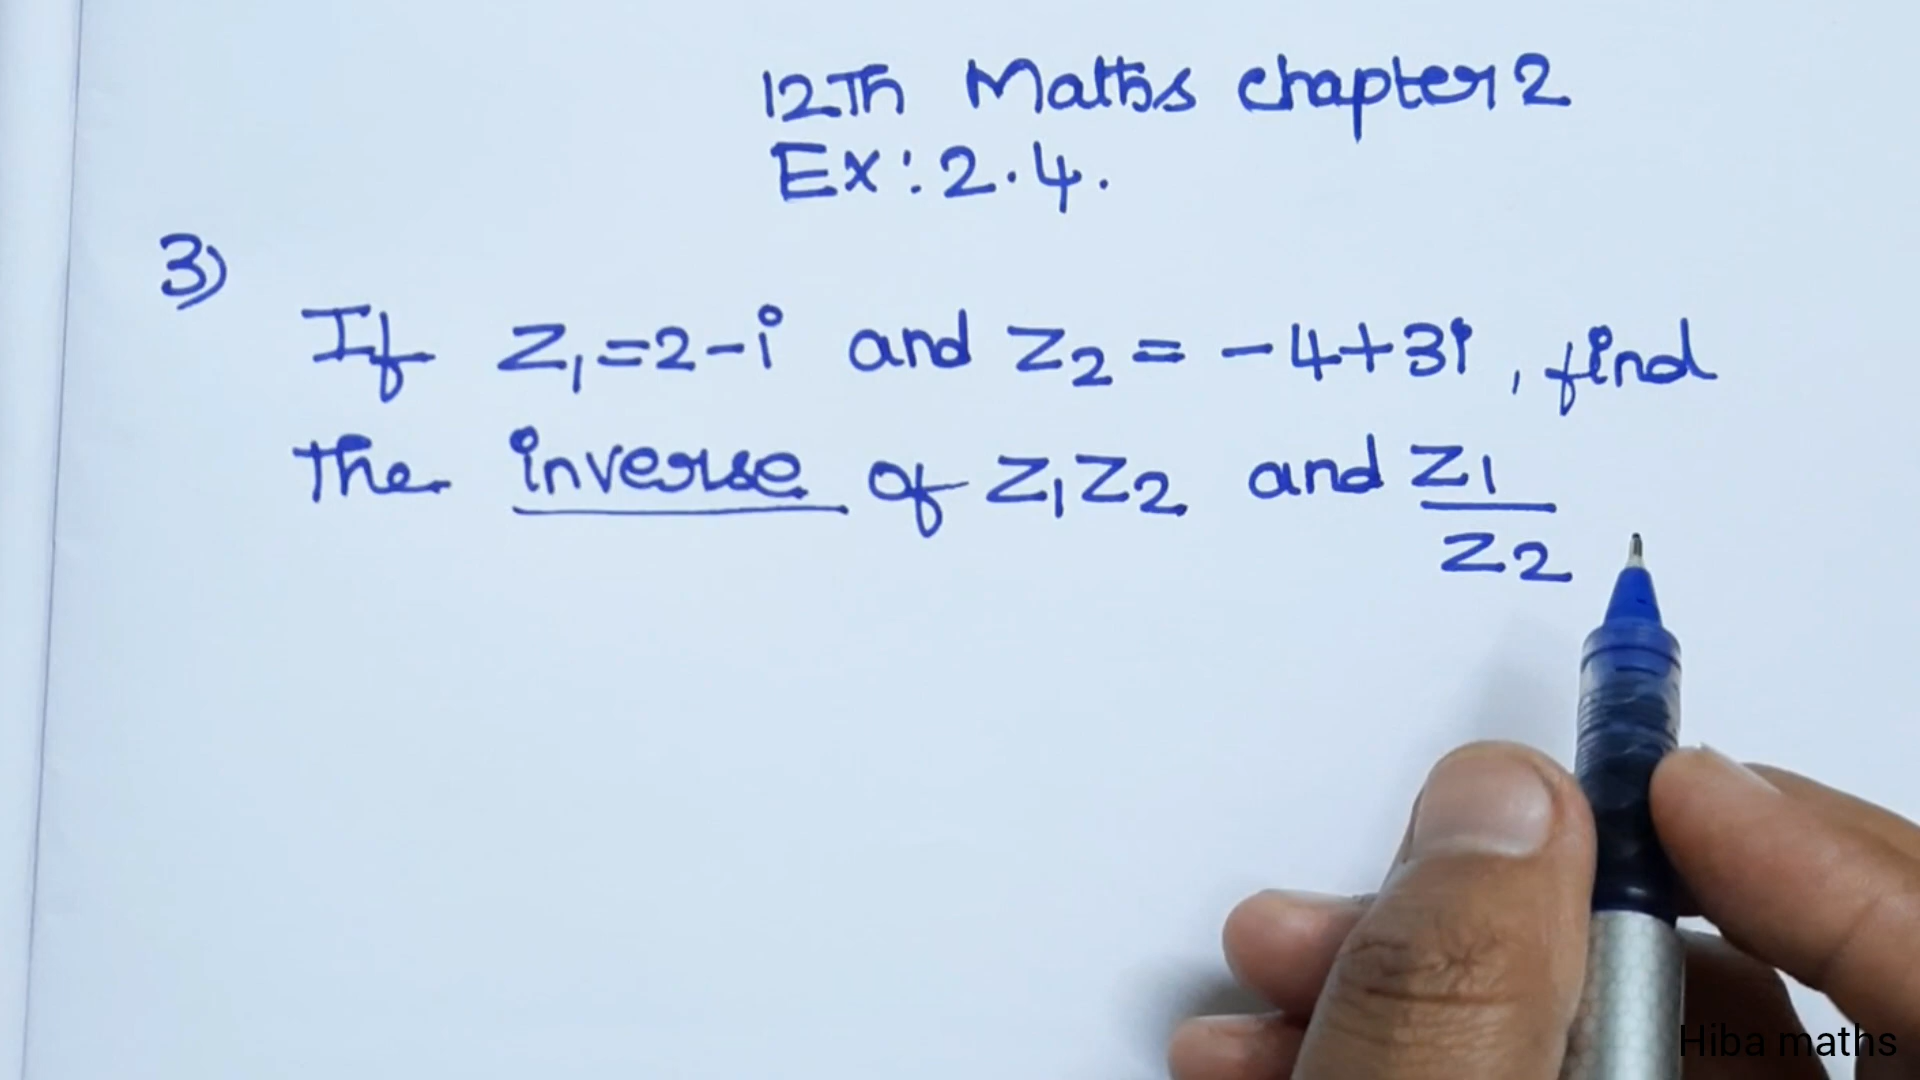 12Th Maths chapter 2
Ex: 2.4.
3)
If Z₁=2-i and Z₂ = -4+3i, find
the inverse of Z₁Z₂ and Z₁/Z₂
Hiba maths